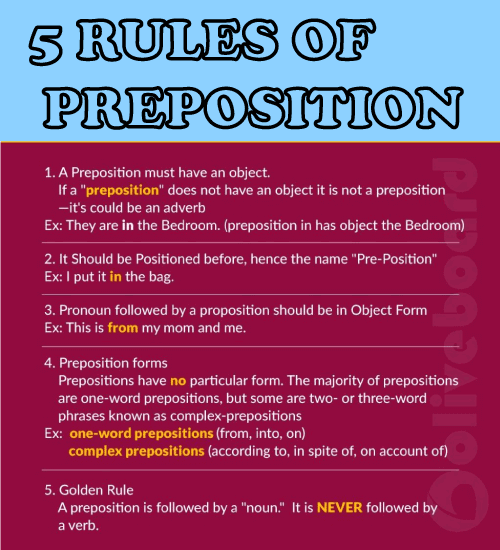 5 RULES OF
PREPOSITION
1. A Preposition must have an object.
If a "preposition" does not have an object it is not a preposition
—it's could be an adverb
Ex: They are in the Bedroom. (preposition in has object the Bedroom)
2. It Should be Positioned before, hence the name "Pre-Position"
Ex: I put it in the bag.
3. Pronoun followed by a proposition should be in Object Form
Ex: This is from my mom and me.
4. Preposition forms
Prepositions have no particular form. The majority of prepositions
are one-word prepositions, but some are two- or three-word
phrases known as complex-prepositions
Ex: one-word prepositions (from, into, on)
complex prepositions (according to, in spite of, on account of)
5. Golden Rule
A preposition is followed by a "noun." It is NEVER followed by
a verb.
oliveboard